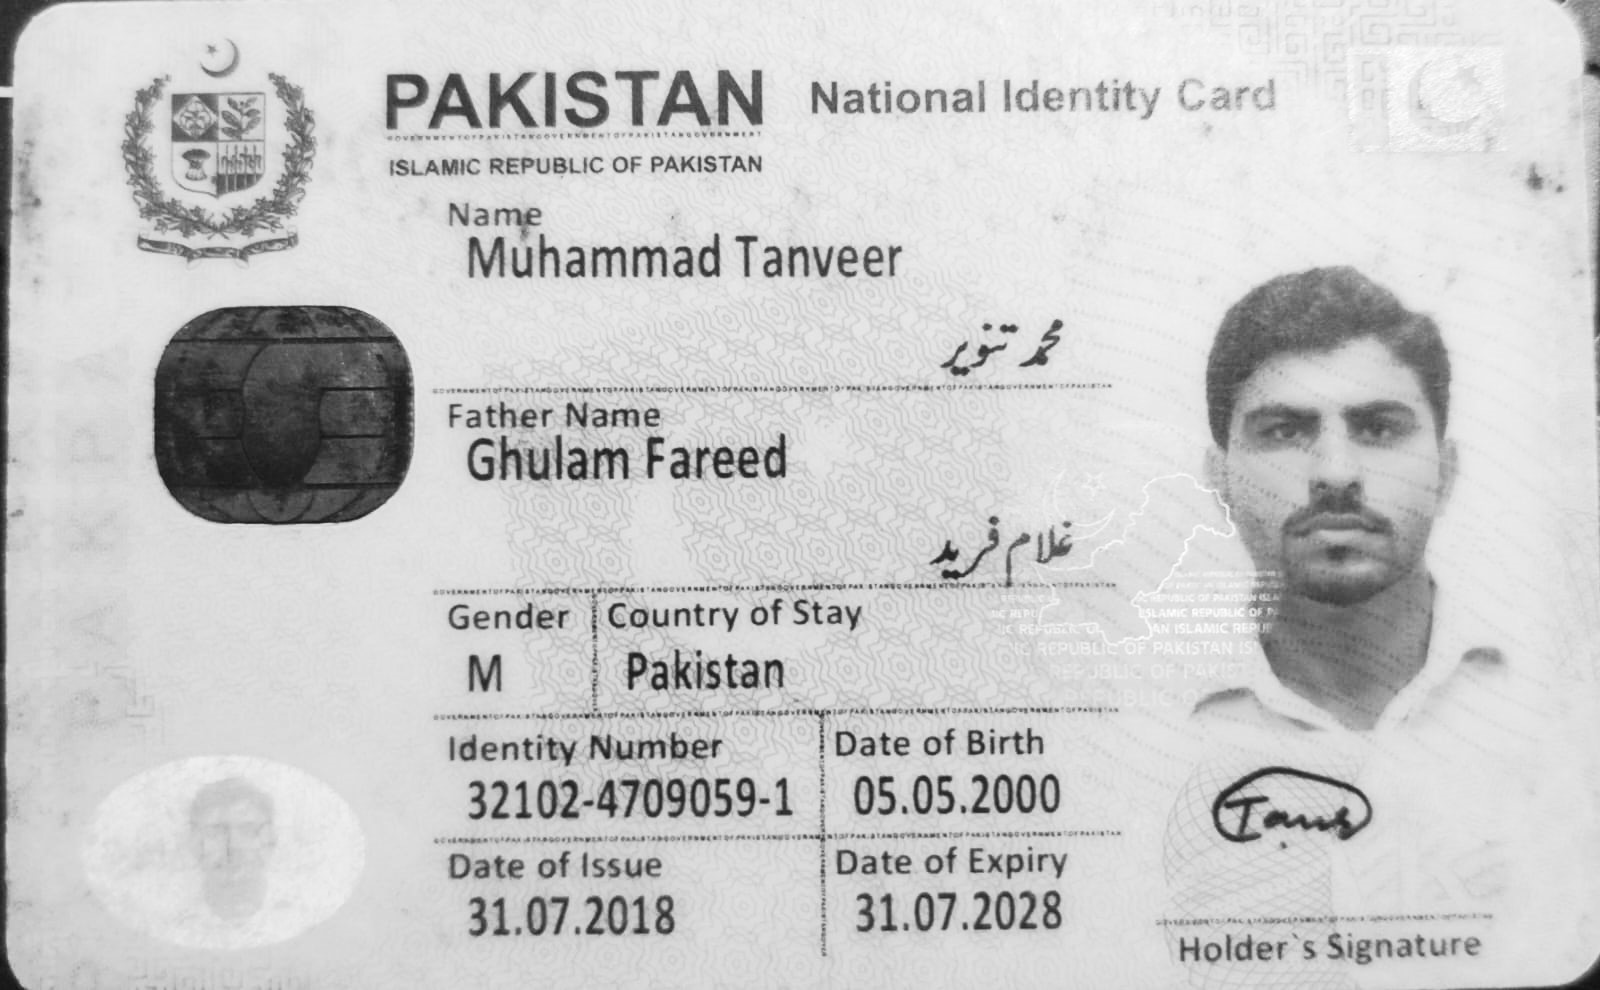 PAKISTAN National Identity Card
ISLAMIC REPUBLIC OF PAKISTAN
Name
Muhammad Tanveer
محمد تنویر
Father Name
Ghulam Fareed
غلام فرید
Gender Country of Stay
M Pakistan
Identity Number Date of Birth
32102-4709059-1 05.05.2000
Date of Issue Date of Expiry
31.07.2018 31.07.2028
Holder`s Signature